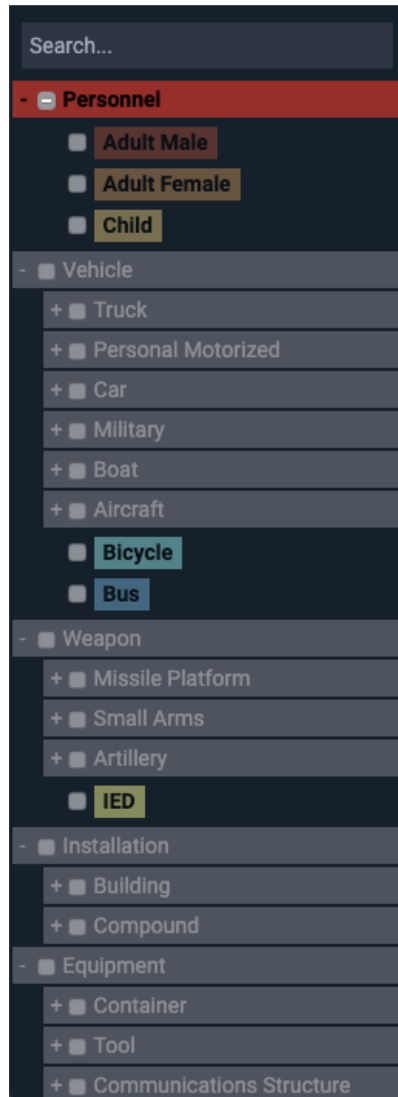 Search...
- Personnel
Adult Male
Adult Female
Child
- Vehicle
+ Truck
+ Personal Motorized
+ Car
+ Military
+ Boat
+ Aircraft
Bicycle
Bus
- Weapon
+ Missile Platform
+ Small Arms
+ Artillery
IED
- Installation
+ Building
+ Compound
- Equipment
+ Container
+ Tool
+ Communications Structure